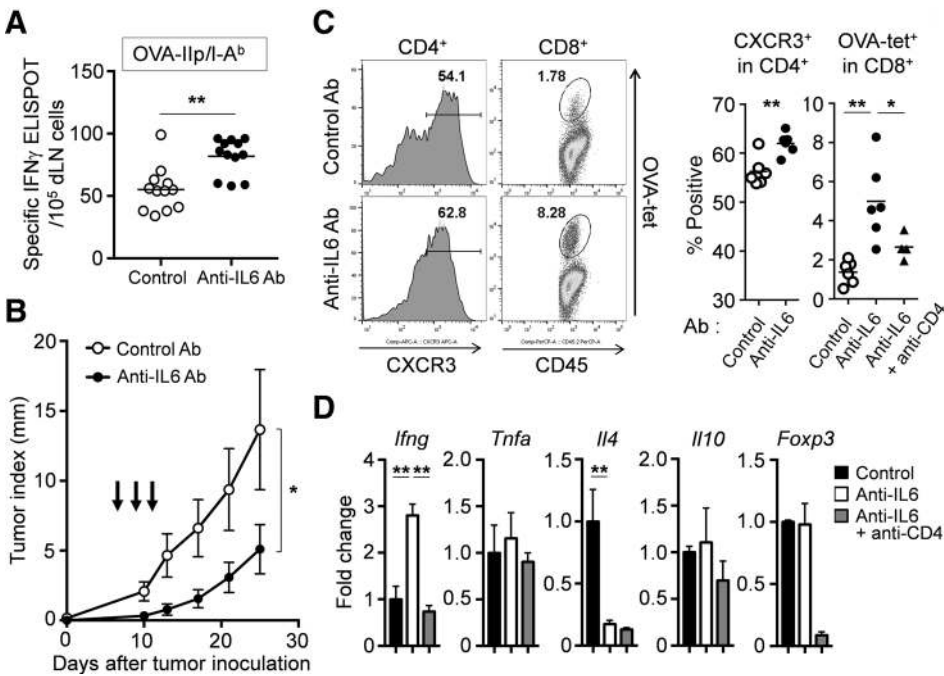 A
OVA-IIp/I-Aᵇ
Specific IFNγ ELISPOT
/10⁵ dLN cells
150
100
50
0
**
Control
Anti-IL6 Ab
B
Tumor index (mm)
20
15
10
5
0
Control Ab
Anti-IL6 Ab
*
0
10
20
30
Days after tumor inoculation
C
CD4⁺
CD8⁺
Control Ab
54.1
1.78
Anti-IL6 Ab
62.8
8.28
OVA-tet
CXCR3
CD45
CXCR3⁺
in CD4⁺
OVA-tet⁺
in CD8⁺
% Positive
70
60
50
40
30
**
10
8
6
4
2
0
**
*
Ab :
Control
Anti-IL6
Control
Anti-IL6
Anti-IL6
+ anti-CD4
D
Fold change
Ifng
4
3
2
1
0
**
**
Tnfa
2.0
1.5
1.0
0.5
0
Il4
1.5
1.0
0.5
0
**
Il10
2.0
1.5
1.0
0.5
0
Foxp3
1.5
1.0
0.5
0
Control
Anti-IL6
Anti-IL6
+ anti-CD4